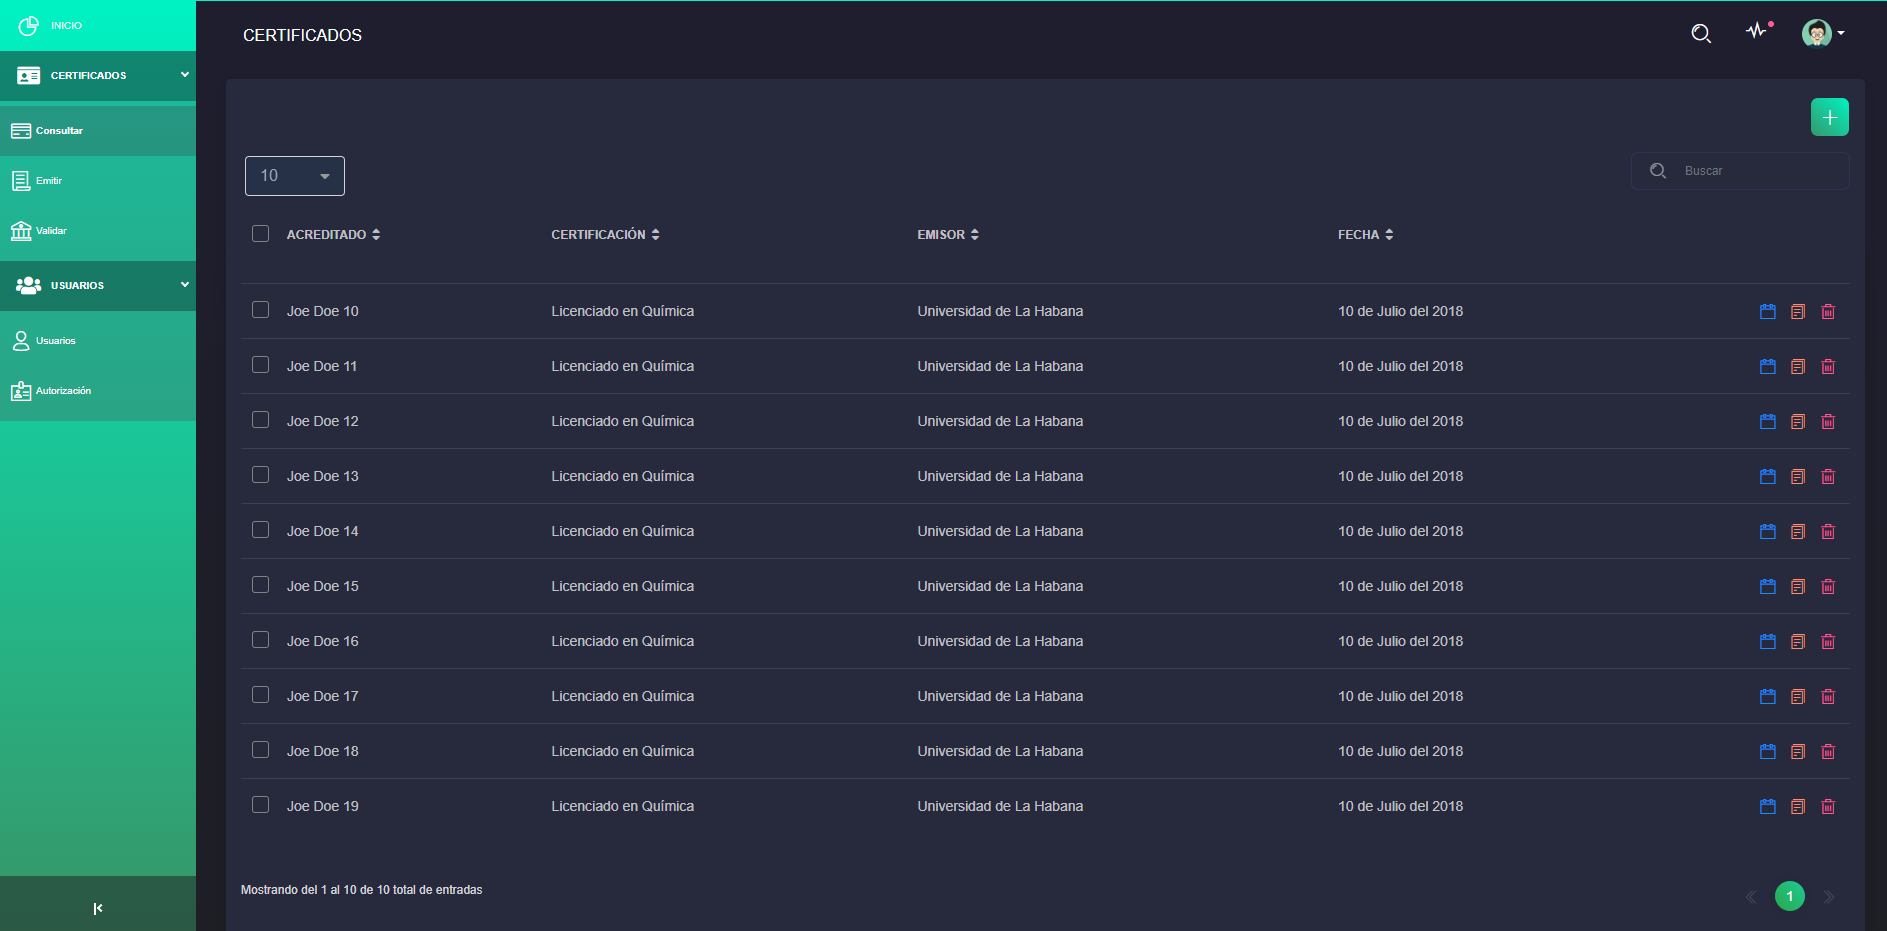 INICIO
CERTIFICADOS
Consultar
Emitir
Validar
USUARIOS
Usuarios
Autorización
CERTIFICADOS
10
Buscar
ACREDITADO CERTIFICACIÓN EMISOR FECHA
Joe Doe 10 Licenciado en Química Universidad de La Habana 10 de Julio del 2018
Joe Doe 11 Licenciado en Química Universidad de La Habana 10 de Julio del 2018
Joe Doe 12 Licenciado en Química Universidad de La Habana 10 de Julio del 2018
Joe Doe 13 Licenciado en Química Universidad de La Habana 10 de Julio del 2018
Joe Doe 14 Licenciado en Química Universidad de La Habana 10 de Julio del 2018
Joe Doe 15 Licenciado en Química Universidad de La Habana 10 de Julio del 2018
Joe Doe 16 Licenciado en Química Universidad de La Habana 10 de Julio del 2018
Joe Doe 17 Licenciado en Química Universidad de La Habana 10 de Julio del 2018
Joe Doe 18 Licenciado en Química Universidad de La Habana 10 de Julio del 2018
Joe Doe 19 Licenciado en Química Universidad de La Habana 10 de Julio del 2018
Mostrando del 1 al 10 de 10 total de entradas
1